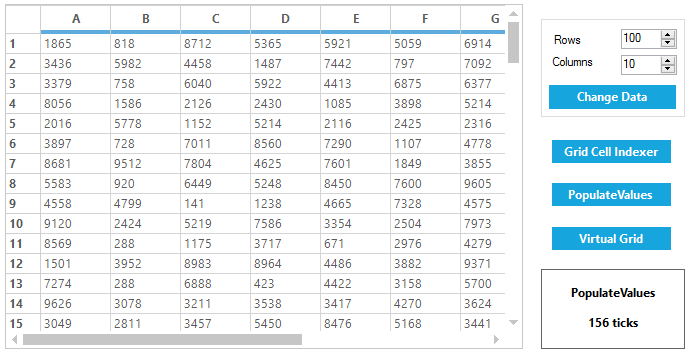 A B C D E F G
1 1865 818 8712 5365 5921 5059 6914
2 3436 5982 4458 1487 7442 797 7092
3 3379 758 6040 5922 4413 6875 6377
4 8056 1586 2126 2430 1085 3898 5214
5 2016 5778 1152 5214 2116 2425 2316
6 3897 728 7011 8560 7290 1107 4778
7 8681 9512 7804 4625 7601 1849 3855
8 5583 920 6449 5248 8450 7600 9605
9 4558 4799 141 1238 4665 7328 4575
10 9120 2424 5219 7586 3354 2504 7973
11 8569 288 1175 3717 671 2976 4279
12 1501 3952 8983 8964 4486 3882 9371
13 7274 288 6888 423 4422 3158 5700
14 9626 3078 3211 3538 3417 4270 3624
15 3049 2811 3457 5450 8476 5168 3441
Rows 100
Columns 10
Change Data
Grid Cell Indexer
PopulateValues
Virtual Grid
PopulateValues
156 ticks